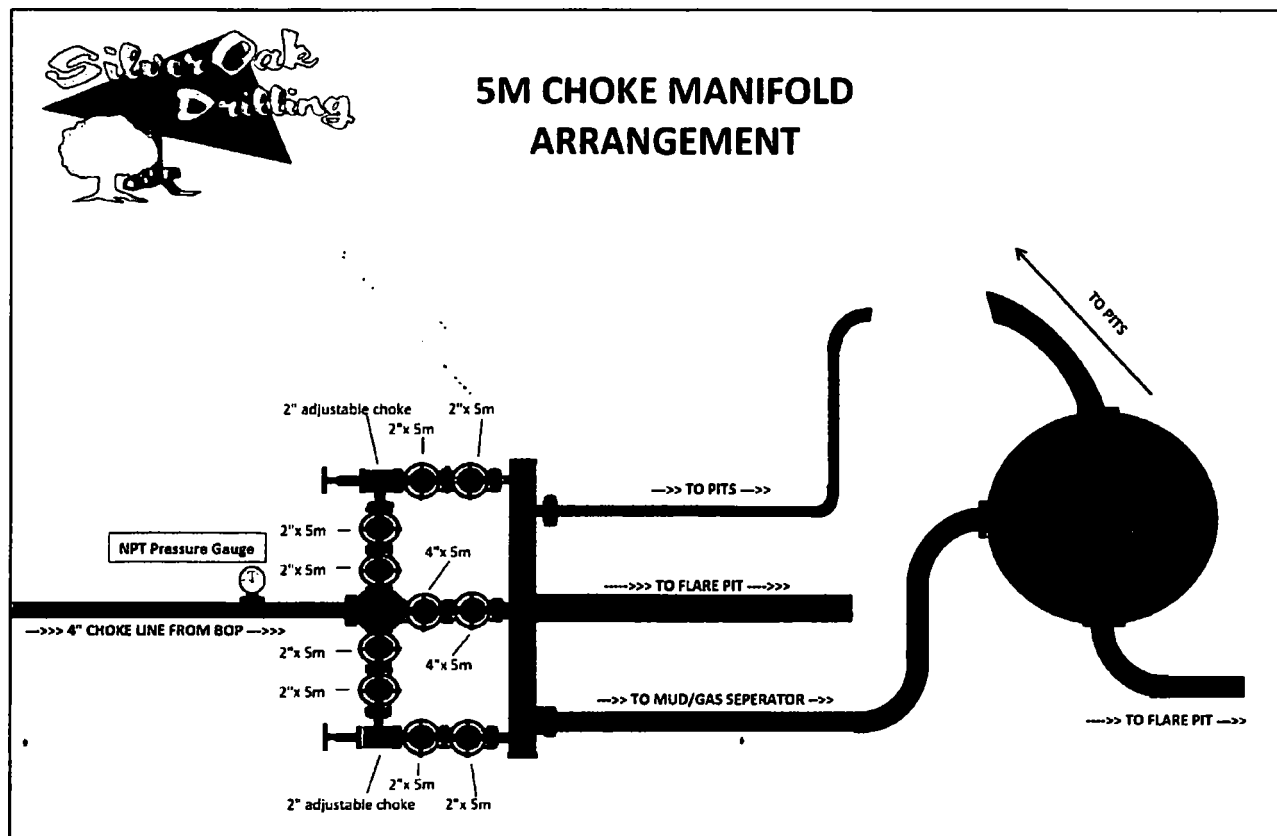 Silver Oak
Drilling
5M CHOKE MANIFOLD
ARRANGEMENT
TO PITS
2" adjustable choke
2"x 5m
2"x 5m
--->> TO PITS --->>
2"x 5m
NPT Pressure Gauge
4"x 5m
2"x 5m
----->>> TO FLARE PIT ---->>>
--->>> 4" CHOKE LINE FROM BOP --->>>
2"x 5m
4"x 5m
2"x 5m
--->> TO MUD/GAS SEPERATOR -->>
---->> TO FLARE PIT --->>
2"x 5m
2" adjustable choke
2"x 5m